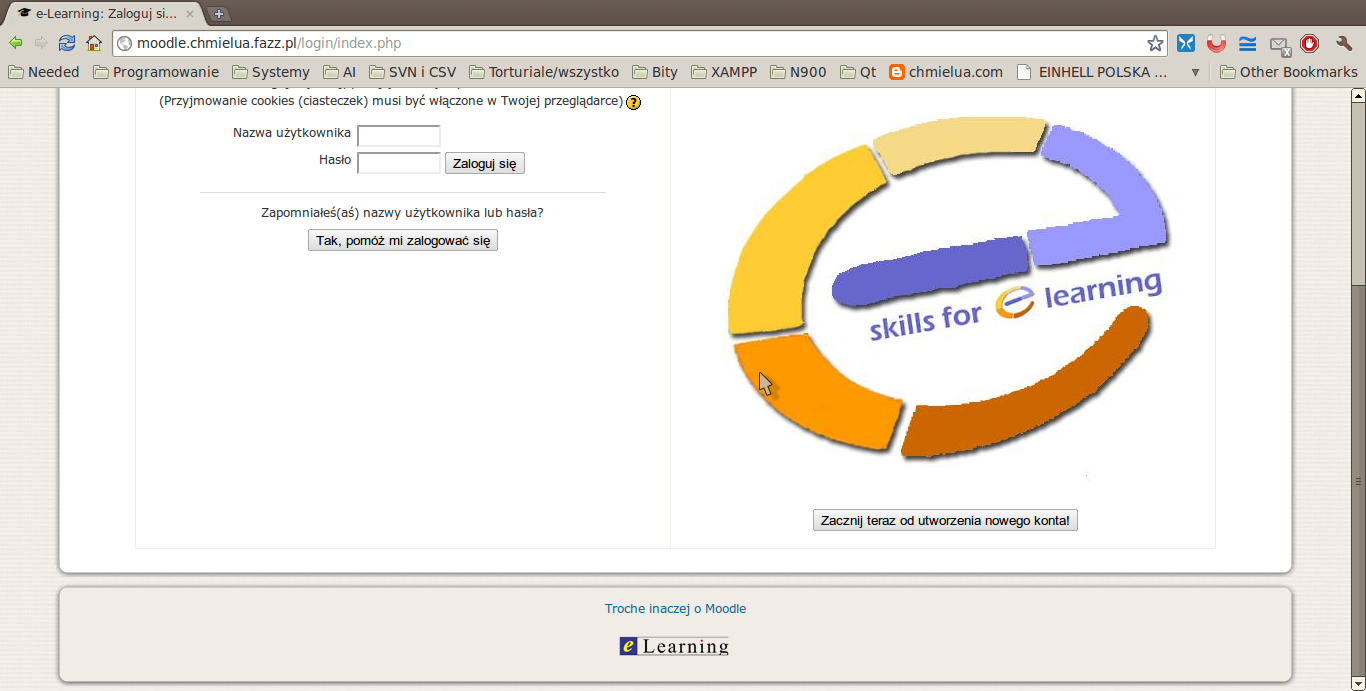 e-Learning: Zaloguj si...
moodle.chmielua.fazz.pl/login/index.php
Needed Programowanie Systemy AI SVN i CSV Torturiale/wszystko Bity XAMPP N900 Qt chmielua.com EINHELL POLSKA ... Other Bookmarks
(Przyjmowanie cookies (ciasteczek) musi być włączone w Twojej przeglądarce) ?
Nazwa użytkownika
Hasło Zaloguj się
Zapomniałeś(aś) nazwy użytkownika lub hasła?
Tak, pomóż mi zalogować się
skills for e learning
Zacznij teraz od utworzenia nowego konta!
Troche inaczej o Moodle
e Learning